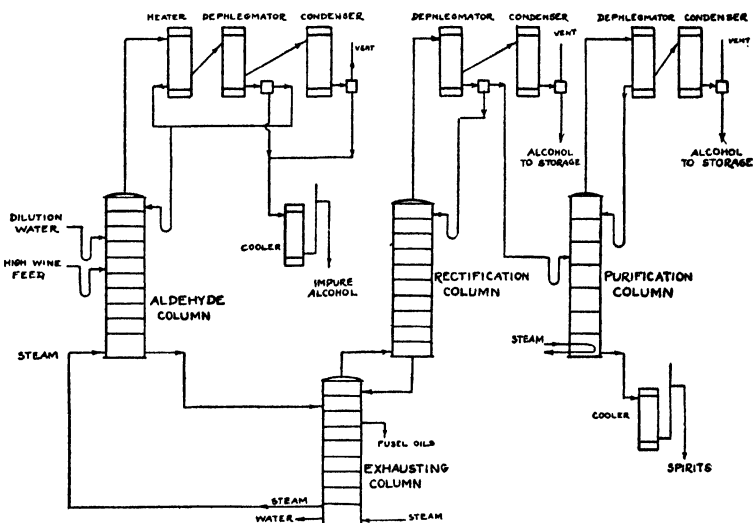 HEATER
DEPHLEGMATOR
CONDENSER
VENT
DEPHLEGMATOR
CONDENSER
VENT
DEPHLEGMATOR
CONDENSER
VENT
ALCOHOL
TO STORAGE
ALCOHOL
TO STORAGE
DILUTION
WATER
HIGH WINE
FEED
ALDEHYDE
COLUMN
STEAM
COOLER
IMPURE
ALCOHOL
RECTIFICATION
COLUMN
PURIFICATION
COLUMN
STEAM
COOLER
SPIRITS
FUSEL OILS
EXHAUSTING
COLUMN
STEAM
WATER
STEAM